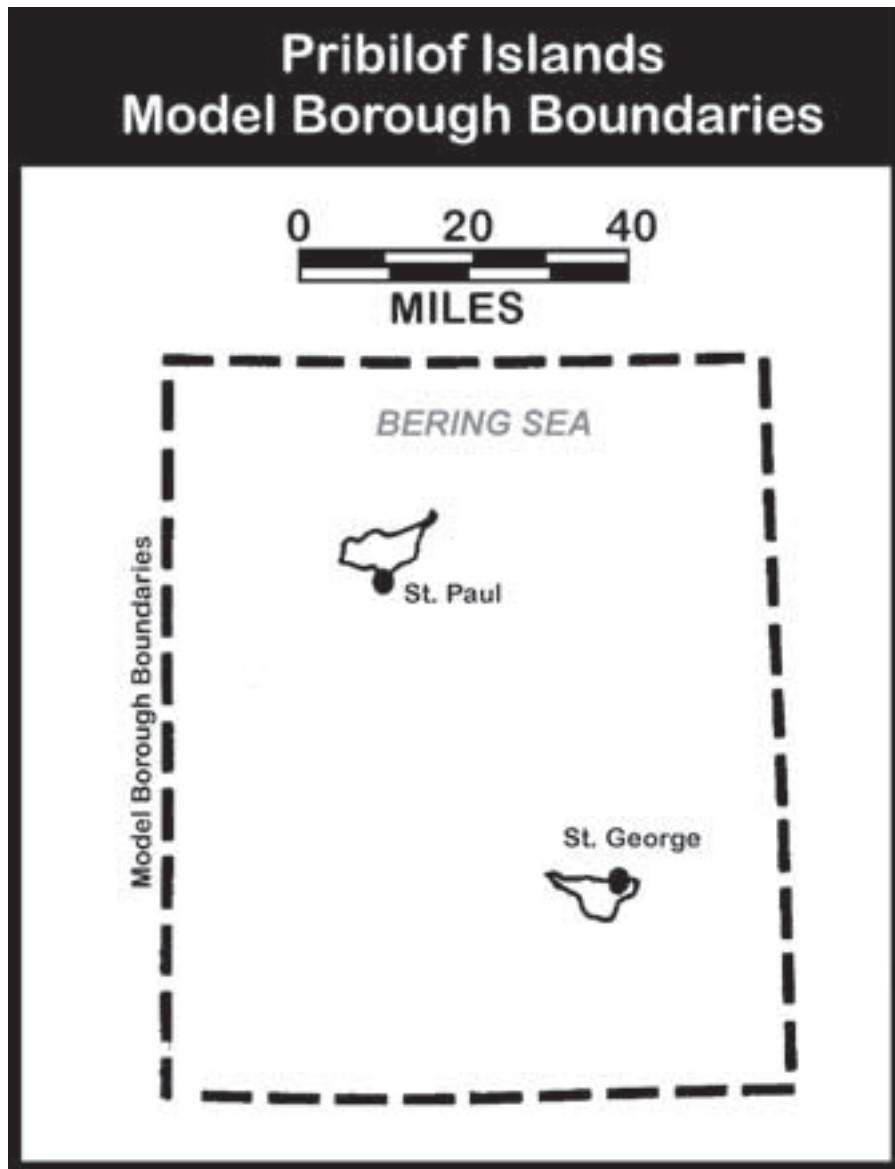 Pribilof Islands
Model Borough Boundaries
0 20 40
MILES
BERING SEA
St. Paul
Model Borough Boundaries
St. George